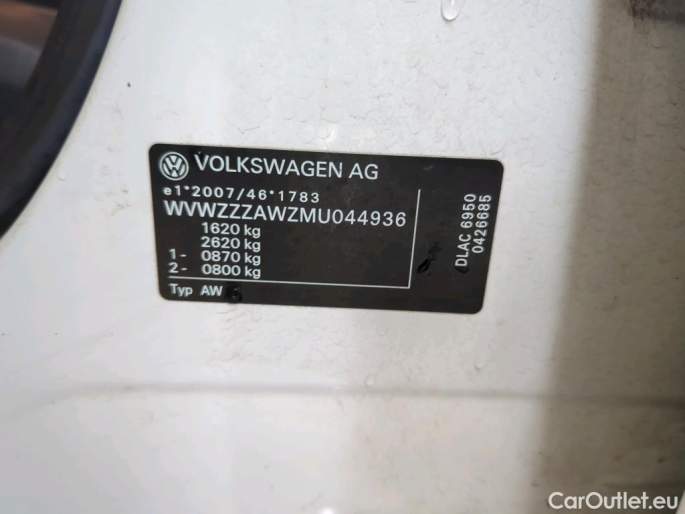 VOLKSWAGEN AG
e1*2007/46*1783
WVWZZZAWZMU044936
1620 kg
2620 kg
1- 0870 kg
2- 0800 kg
Typ AW
DLAC 6950
0426685
CarOutlet.eu